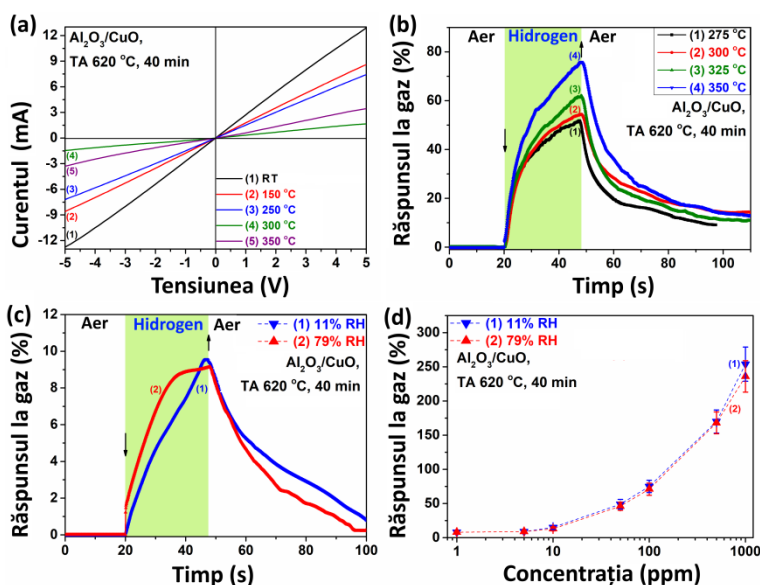 (a)
Al2O3/CuO,
TA 620 °C, 40 min
Curentul (mA)
12
9
6
3
0
-3
-6
-9
-12
(4)
(5)
(3)
(2)
(1)
(1) RT
(2) 150 °C
(3) 250 °C
(4) 300 °C
(5) 350 °C
-5 -4 -3 -2 -1 0 1 2 3 4 5
Tensiunea (V)
(b)
Aer Hidrogen Aer
(1) 275 °C
(2) 300 °C
(3) 325 °C
(4) 350 °C
Al2O3/CuO,
TA 620 °C, 40 min
Răspunsul la gaz (%)
80
60
40
20
0
(4)
(3)
(2)
(1)
0 20 40 60 80 100
Timp (s)
(c)
Aer Hidrogen Aer
(1) 11% RH
(2) 79% RH
Al2O3/CuO,
TA 620 °C, 40 min
Răspunsul la gaz (%)
12
10
8
6
4
2
0
(2)
(1)
0 20 40 60 80 100
Timp (s)
(d)
(1) 11% RH
(2) 79% RH
Al2O3/CuO,
TA 620 °C, 40 min
Răspunsul la gaz (%)
350
300
250
200
150
100
50
0
(1)
(2)
1 10 100 1000
Concentrația (ppm)